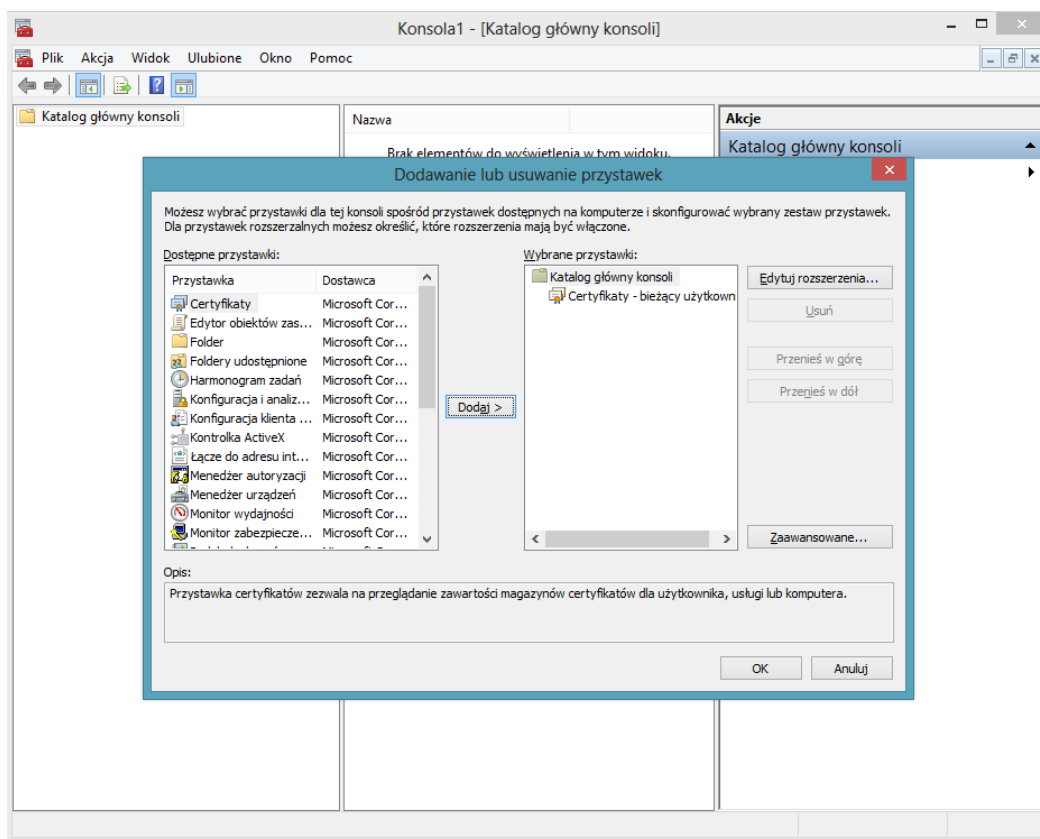 Konsola1 - [Katalog główny konsoli]
Plik Akcja Widok Ulubione Okno Pomoc
Katalog główny konsoli
Nazwa
Brak elementów do wyświetlenia w tym widoku.
Akcje
Katalog główny konsoli
Dodawanie lub usuwanie przystawek
Możesz wybrać przystawki dla tej konsoli spośród przystawek dostępnych na komputerze i skonfigurować wybrany zestaw przystawek.
Dla przystawek rozszerzalnych możesz określić, które rozszerzenia mają być włączone.
Dostępne przystawki:
Przystawka Dostawca
Certyfikaty Microsoft Cor...
Edytor obiektów zas... Microsoft Cor...
Folder Microsoft Cor...
Foldery udostępnione Microsoft Cor...
Harmonogram zadań Microsoft Cor...
Konfiguracja i analiz... Microsoft Cor...
Konfiguracja klienta ... Microsoft Cor...
Kontrolka ActiveX Microsoft Cor...
Łącze do adresu int... Microsoft Cor...
Menedżer autoryzacji Microsoft Cor...
Menedżer urządzeń Microsoft Cor...
Monitor wydajności Microsoft Cor...
Monitor zabezpiecze... Microsoft Cor...
Dodaj >
Wybrane przystawki:
Katalog główny konsoli
Certyfikaty - bieżący użytkown
Edytuj rozszerzenia...
Usuń
Przenieś w górę
Przenieś w dół
Zaawansowane...
Opis:
Przystawka certyfikatów zezwala na przeglądanie zawartości magazynów certyfikatów dla użytkownika, usługi lub komputera.
OK Anuluj